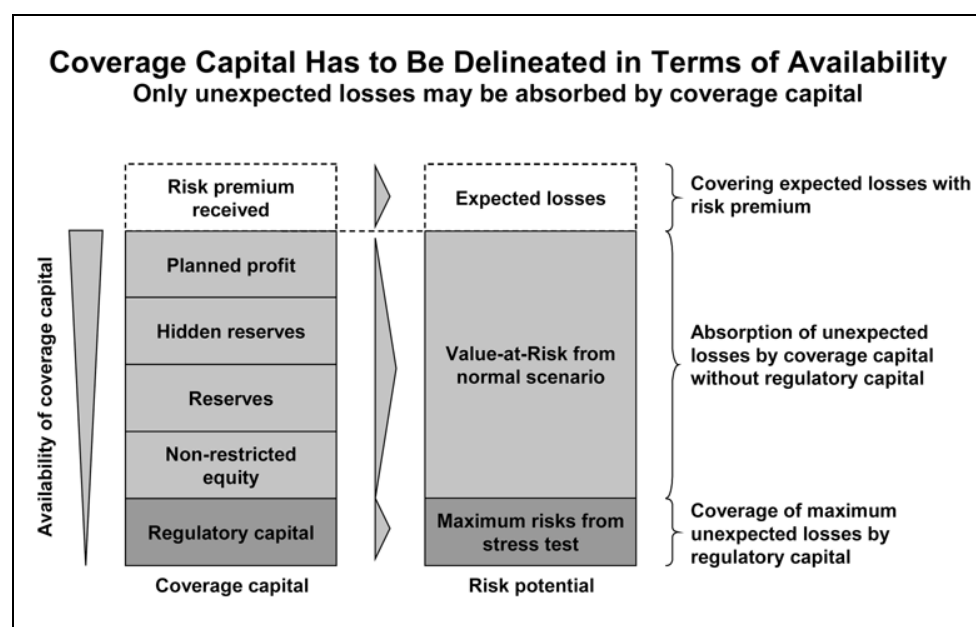 Coverage Capital Has to Be Delineated in Terms of Availability
Only unexpected losses may be absorbed by coverage capital
Availability of coverage capital
Risk premium
received
Planned profit
Hidden reserves
Reserves
Non-restricted
equity
Regulatory capital
Coverage capital
Expected losses
Value-at-Risk from
normal scenario
Maximum risks from
stress test
Risk potential
Covering expected losses with
risk premium
Absorption of unexpected
losses by coverage capital
without regulatory capital
Coverage of maximum
unexpected losses by
regulatory capital